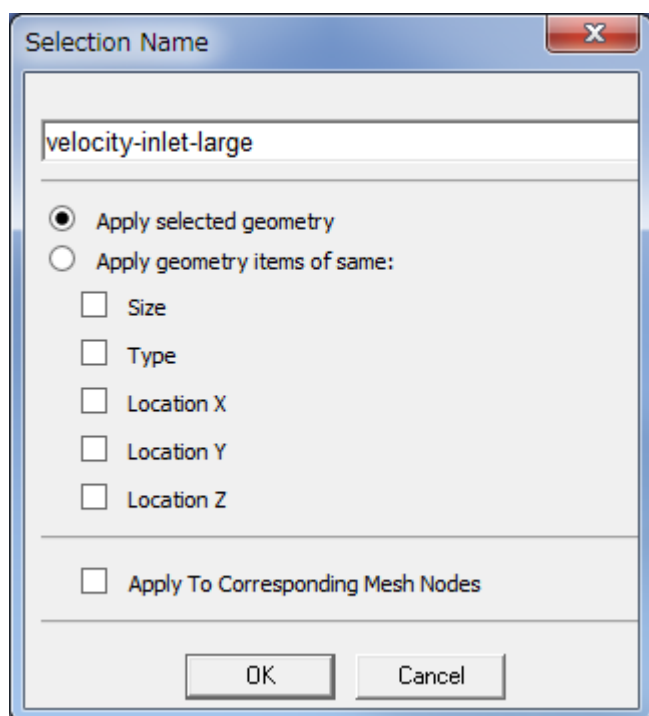 Selection Name
velocity-inlet-large
Apply selected geometry
Apply geometry items of same:
Size
Type
Location X
Location Y
Location Z
Apply To Corresponding Mesh Nodes
OK Cancel